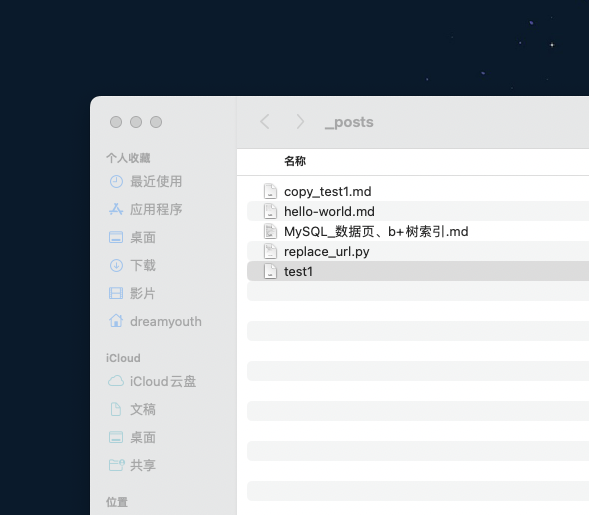 _posts
个人收藏
最近使用
应用程序
桌面
下载
影片
dreamyouth
iCloud
iCloud云盘
文稿
桌面
共享
位置
名称
copy_test1.md
hello-world.md
MySQL_数据页、b+树索引.md
replace_url.py
test1